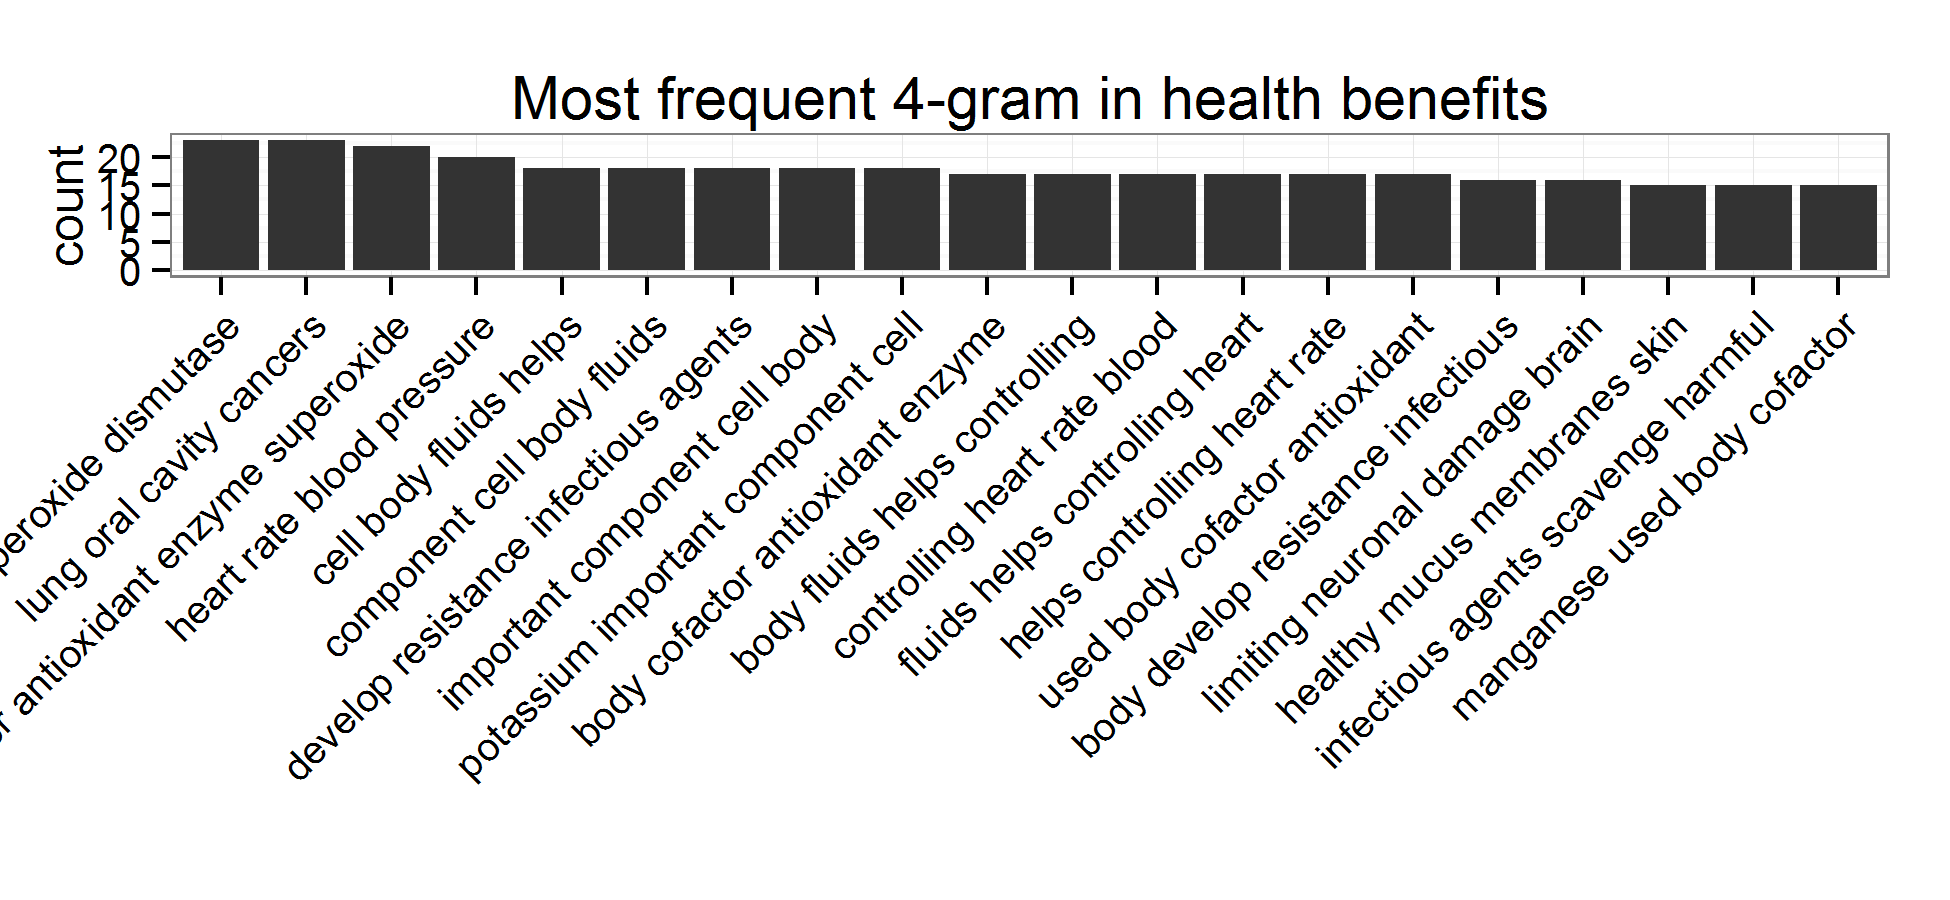 Most frequent 4-gram in health benefits
count
20
15
10
5
0
dismutase
lung oral cavity cancers
antioxidant enzyme superoxide
heart rate blood pressure
cell body fluids helps
component cell body fluids
develop resistance infectious agents
important component cell body
potassium important component cell
body cofactor antioxidant enzyme
body fluids helps controlling
controlling heart rate blood
fluids helps controlling heart
helps controlling heart rate
used body cofactor antioxidant
body develop resistance infectious
limiting neuronal damage brain
healthy mucus membranes skin
infectious agents scavenge harmful
manganese used body cofactor